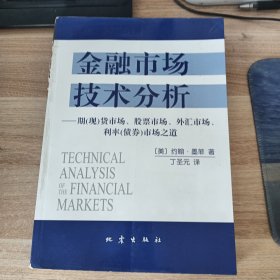 金融市场
技术分析
——期(现)货市场、股票市场、外汇市场、
利率(债券)市场之道
[美] 约翰·墨菲 著
丁圣元 译
TECHNICAL
ANALYSIS
OF THE FINANCIAL
MARKETS
地震出版社